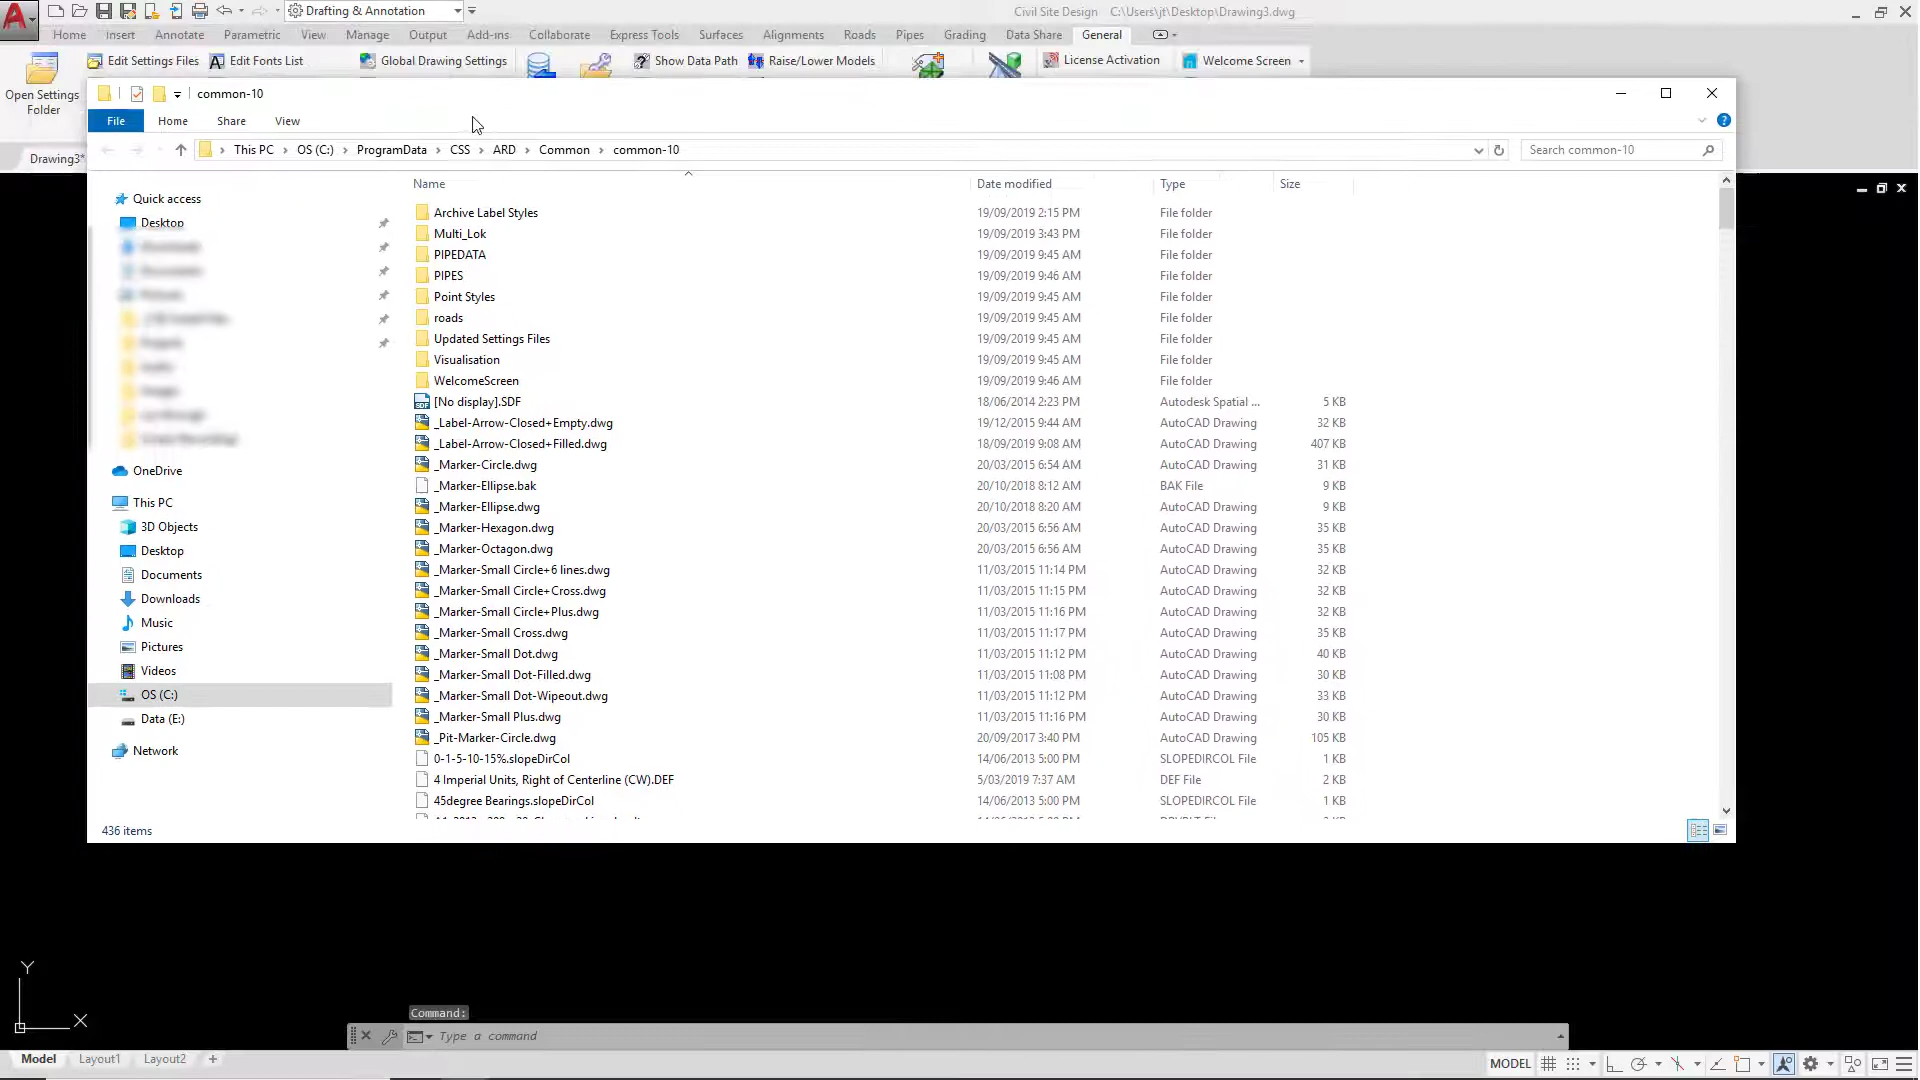 Drafting & Annotation
Civil Site Design C:\Users\jt\Desktop\Drawing3.dwg
Home Insert Annotate Parametric View Manage Output Add-ins Collaborate Express Tools Surfaces Alignments Roads Pipes Grading Data Share General
Edit Settings Files Edit Fonts List Global Drawing Settings Show Data Path Raise/Lower Models License Activation Welcome Screen
Open Settings
Folder
Drawing3*
common-10
File Home Share View
This PC > OS (C:) > ProgramData > CSS > ARD > Common > common-10
Search common-10
Name Date modified Type Size
Archive Label Styles 19/09/2019 2:15 PM File folder
Multi_Lok 19/09/2019 3:43 PM File folder
PIPEDATA 19/09/2019 9:45 AM File folder
PIPES 19/09/2019 9:46 AM File folder
Point Styles 19/09/2019 9:45 AM File folder
roads 19/09/2019 9:45 AM File folder
Updated Settings Files 19/09/2019 9:45 AM File folder
Visualisation 19/09/2019 9:45 AM File folder
WelcomeScreen 19/09/2019 9:46 AM File folder
[No display].SDF 18/06/2014 2:23 PM Autodesk Spatial ... 5 KB
_Label-Arrow-Closed+Empty.dwg 19/12/2015 9:44 AM AutoCAD Drawing 32 KB
_Label-Arrow-Closed+Filled.dwg 18/09/2019 9:08 AM AutoCAD Drawing 407 KB
_Marker-Circle.dwg 20/03/2015 6:54 AM AutoCAD Drawing 31 KB
_Marker-Ellipse.bak 20/10/2018 8:12 AM BAK File 9 KB
_Marker-Ellipse.dwg 20/10/2018 8:20 AM AutoCAD Drawing 9 KB
_Marker-Hexagon.dwg 20/03/2015 6:56 AM AutoCAD Drawing 35 KB
_Marker-Octagon.dwg 20/03/2015 6:56 AM AutoCAD Drawing 35 KB
_Marker-Small Circle+6 lines.dwg 11/03/2015 11:14 PM AutoCAD Drawing 32 KB
_Marker-Small Circle+Cross.dwg 11/03/2015 11:15 PM AutoCAD Drawing 32 KB
_Marker-Small Circle+Plus.dwg 11/03/2015 11:16 PM AutoCAD Drawing 32 KB
_Marker-Small Cross.dwg 11/03/2015 11:17 PM AutoCAD Drawing 35 KB
_Marker-Small Dot.dwg 11/03/2015 11:12 PM AutoCAD Drawing 40 KB
_Marker-Small Dot-Filled.dwg 11/03/2015 11:08 PM AutoCAD Drawing 30 KB
_Marker-Small Dot-Wipeout.dwg 11/03/2015 11:12 PM AutoCAD Drawing 33 KB
_Marker-Small Plus.dwg 11/03/2015 11:16 PM AutoCAD Drawing 30 KB
_Pit-Marker-Circle.dwg 20/09/2017 3:40 PM AutoCAD Drawing 105 KB
0-1-5-10-15%.slopeDirCol 14/06/2013 5:00 PM SLOPEDIRCOL File 1 KB
4 Imperial Units, Right of Centerline (CW).DEF 5/03/2019 7:37 AM DEF File 2 KB
45degree Bearings.slopeDirCol 14/06/2013 5:00 PM SLOPEDIRCOL File 1 KB
Quick access
Desktop
OneDrive
This PC
3D Objects
Desktop
Documents
Downloads
Music
Pictures
Videos
OS (C:)
Data (E:)
Network
436 items
Y
X
Command:
Type a command
Model Layout1 Layout2 +
MODEL